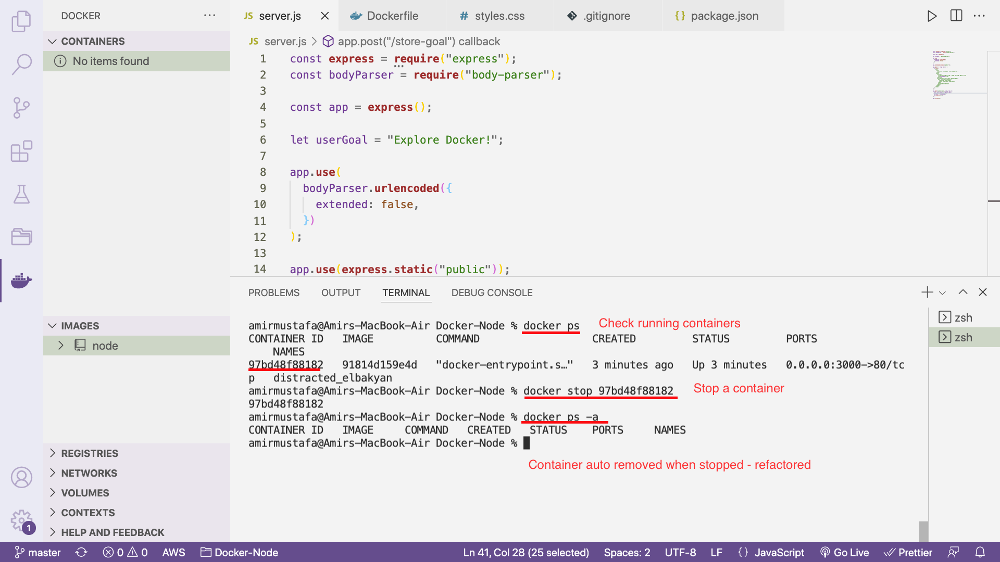 DOCKER
CONTAINERS
No items found
IMAGES
node
REGISTRIES
NETWORKS
VOLUMES
CONTEXTS
HELP AND FEEDBACK
1
JS server.js
Dockerfile
# styles.css
.gitignore
{} package.json
JS server.js > app.post("/store-goal") callback
1 const express = require("express");
2 const bodyParser = require("body-parser");
3
4 const app = express();
5
6 let userGoal = "Explore Docker!";
7
8 app.use(
9 bodyParser.urlencoded({
10 extended: false,
11 })
12 );
13
14 app.use(express.static("public"));
PROBLEMS OUTPUT TERMINAL DEBUG CONSOLE
amirmustafa@Amirs-MacBook-Air Docker-Node % docker ps Check running containers
CONTAINER ID IMAGE COMMAND CREATED STATUS PORTS
NAMES
97bd48f88182 91814d159e4d "docker-entrypoint.s…" 3 minutes ago Up 3 minutes 0.0.0.0:3000->80/tc
p distracted_elbakyan
amirmustafa@Amirs-MacBook-Air Docker-Node % docker stop 97bd48f88182 Stop a container
97bd48f88182
amirmustafa@Amirs-MacBook-Air Docker-Node % docker ps -a
CONTAINER ID IMAGE COMMAND CREATED STATUS PORTS NAMES
amirmustafa@Amirs-MacBook-Air Docker-Node %
Container auto removed when stopped - refactored
zsh
zsh
master 0 0 AWS Docker-Node Ln 41, Col 28 (25 selected) Spaces: 2 UTF-8 LF {} JavaScript Go Live Prettier